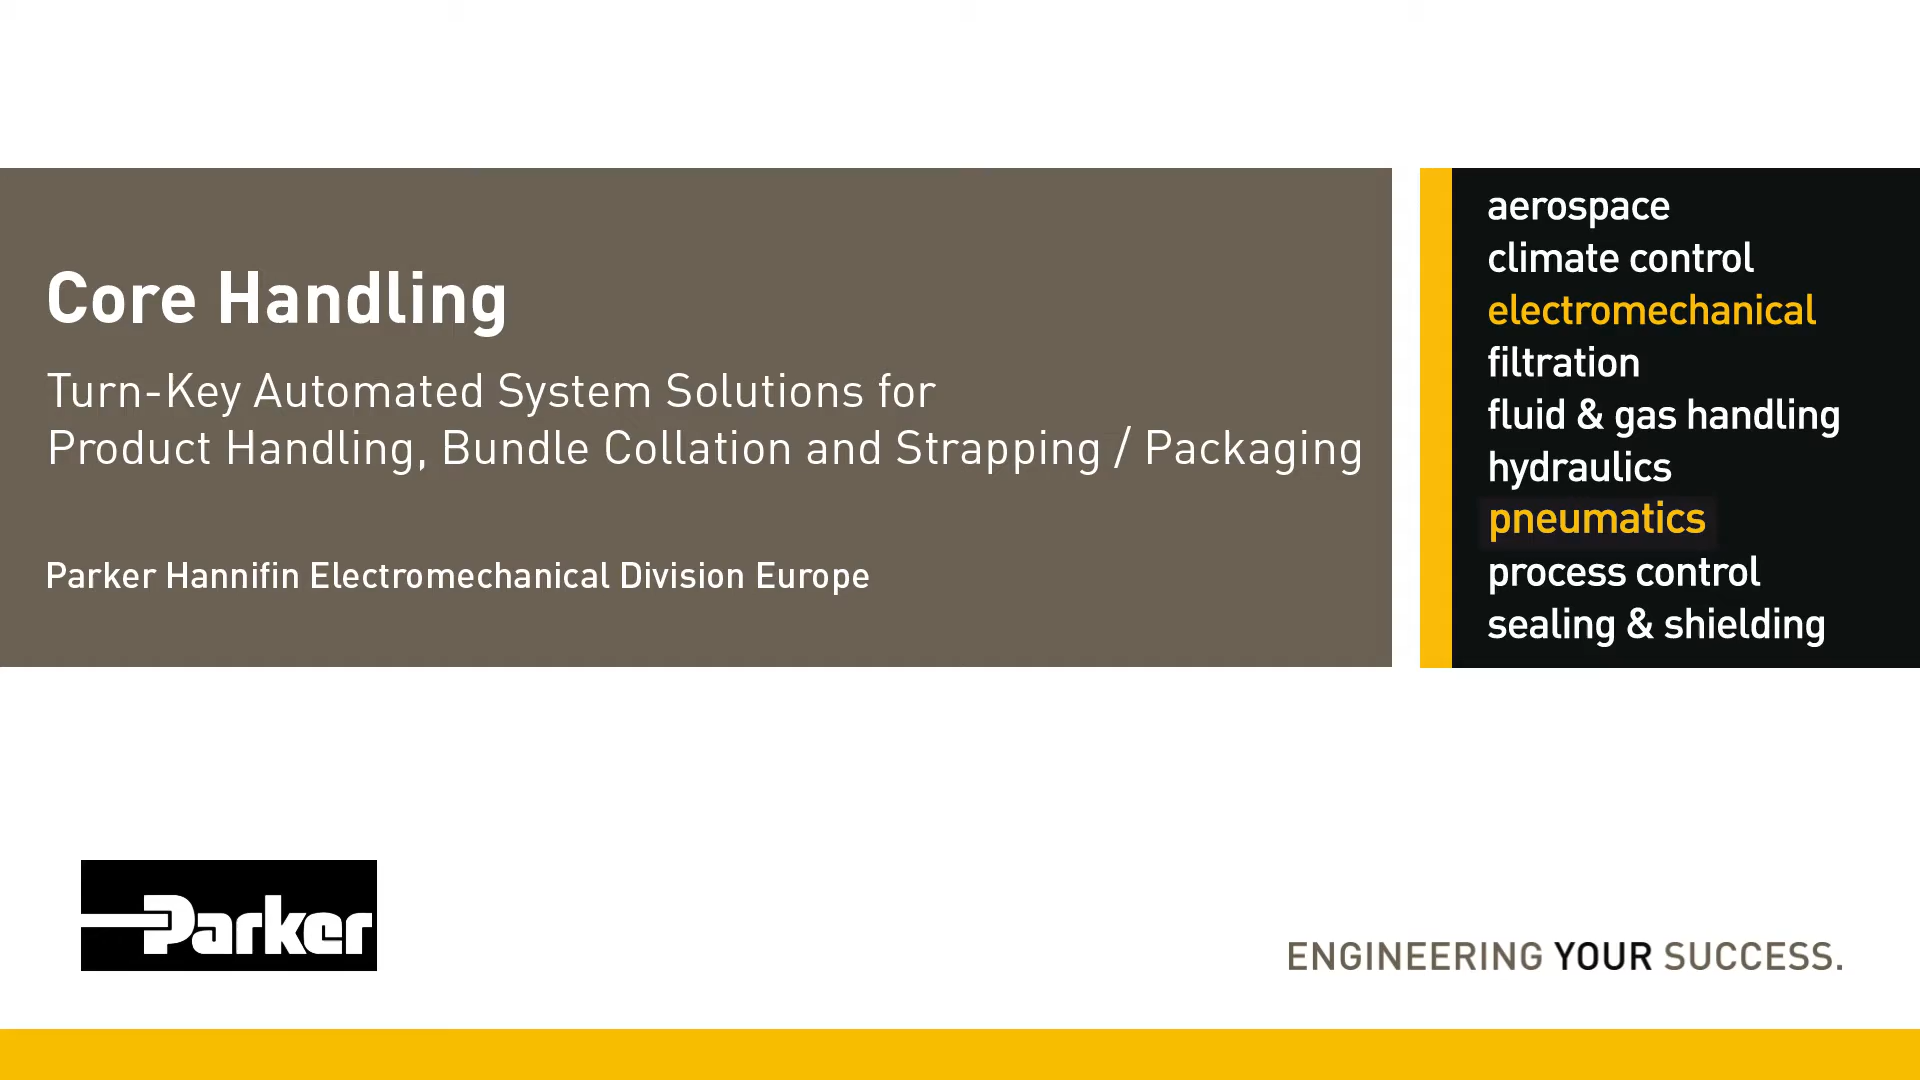 Core Handling
Turn-Key Automated System Solutions for
Product Handling, Bundle Collation and Strapping / Packaging
Parker Hannifin Electromechanical Division Europe
aerospace
climate control
electromechanical
filtration
fluid & gas handling
hydraulics
pneumatics
process control
sealing & shielding
Parker
ENGINEERING YOUR SUCCESS.